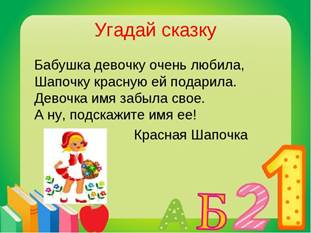 Угадай сказку
Бабушка девочку очень любила,
Шапочку красную ей подарила.
Девочка имя забыла свое.
А ну, подскажите имя ее!
Красная Шапочка
А Б 2 1